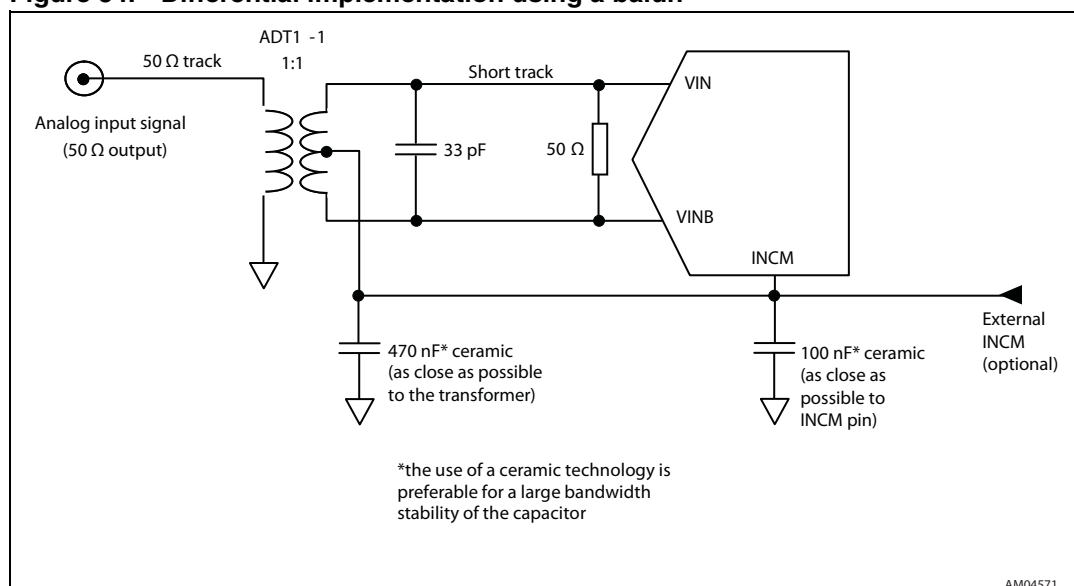 Figure Differential implementation using a balun
ADT1 -1
1:1
50 Ω track
Short track
VIN
Analog input signal
(50 Ω output)
33 pF
50 Ω
VINB
INCM
External
INCM
(optional)
470 nF* ceramic
(as close as possible
to the transformer)
100 nF* ceramic
(as close as
possible to
INCM pin)
*the use of a ceramic technology is
preferable for a large bandwidth
stability of the capacitor
AM04571